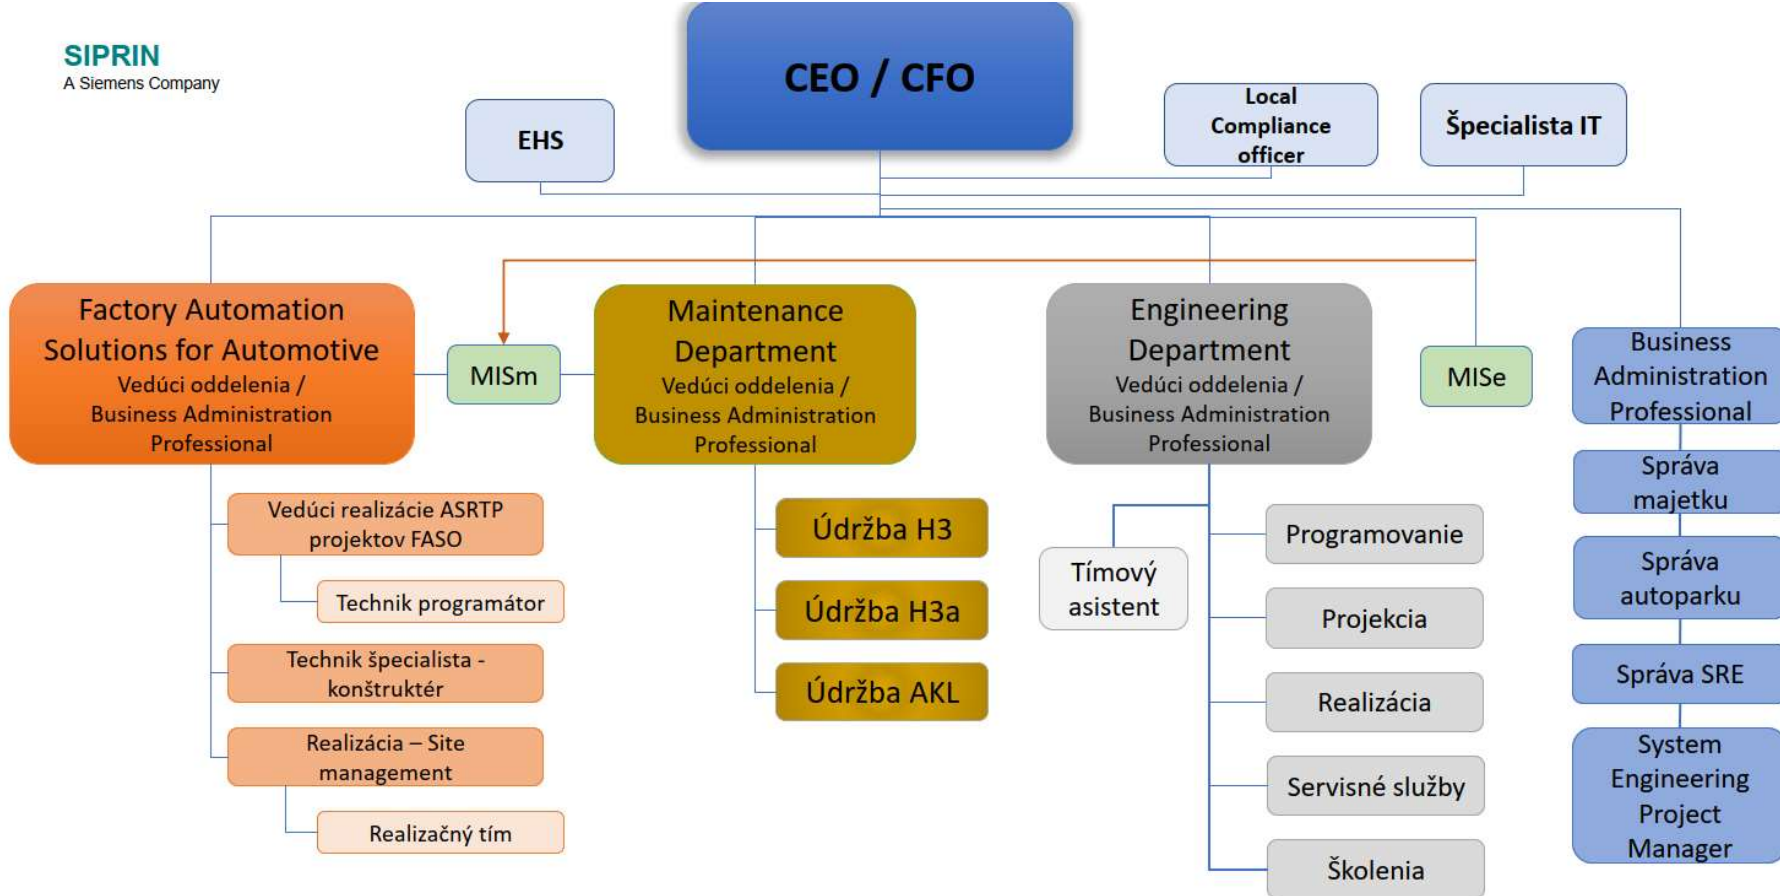 SIPRIN
A Siemens Company
CEO / CFO
EHS
Local
Compliance
officer
Špecialista IT
Factory Automation
Solutions for Automotive
Vedúci oddelenia /
Business Administration
Professional
MISm
Maintenance
Department
Vedúci oddelenia /
Business Administration
Professional
Engineering
Department
Vedúci oddelenia /
Business Administration
Professional
MISe
Business
Administration
Professional
Vedúci realizácie ASRTP
projektov FASO
Technik programátor
Technik špecialista -
konštruktér
Realizácia – Site
management
Realizačný tím
Údržba H3
Údržba H3a
Údržba AKL
Tímový
asistent
Programovanie
Projekcia
Realizácia
Servisné služby
Školenia
Správa
majetku
Správa
autoparku
Správa SRE
System
Engineering
Project
Manager